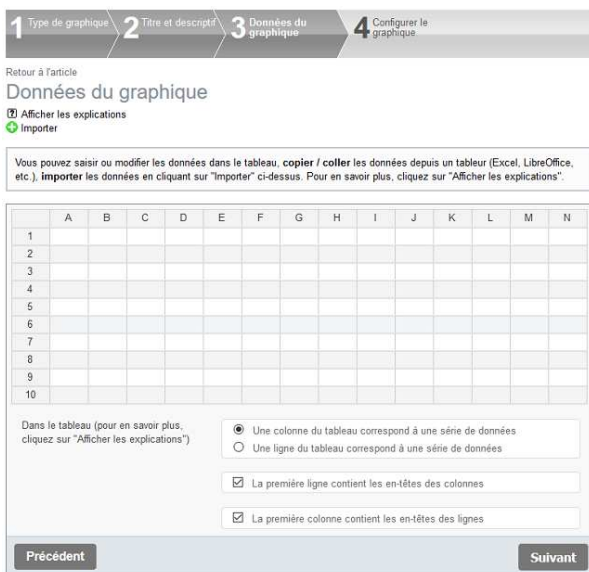 1 Type de graphique
2 Titre et descriptif
3 Données du
graphique
4 Configurer le
graphique
Retour à l'article
Données du graphique
? Afficher les explications
Importer
Vous pouvez saisir ou modifier les données dans le tableau, copier / coller les données depuis un tableur (Excel, LibreOffice,
etc.), importer les données en cliquant sur "Importer" ci-dessus. Pour en savoir plus, cliquez sur "Afficher les explications".
A B C D E F G H I J K L M N
1
2
3
4
5
6
7
8
9
10
Dans le tableau (pour en savoir plus,
cliquez sur "Afficher les explications")
Une colonne du tableau correspond à une série de données
Une ligne du tableau correspond à une série de données
La première ligne contient les en-têtes des colonnes
La première colonne contient les en-têtes des lignes
Précédent
Suivant